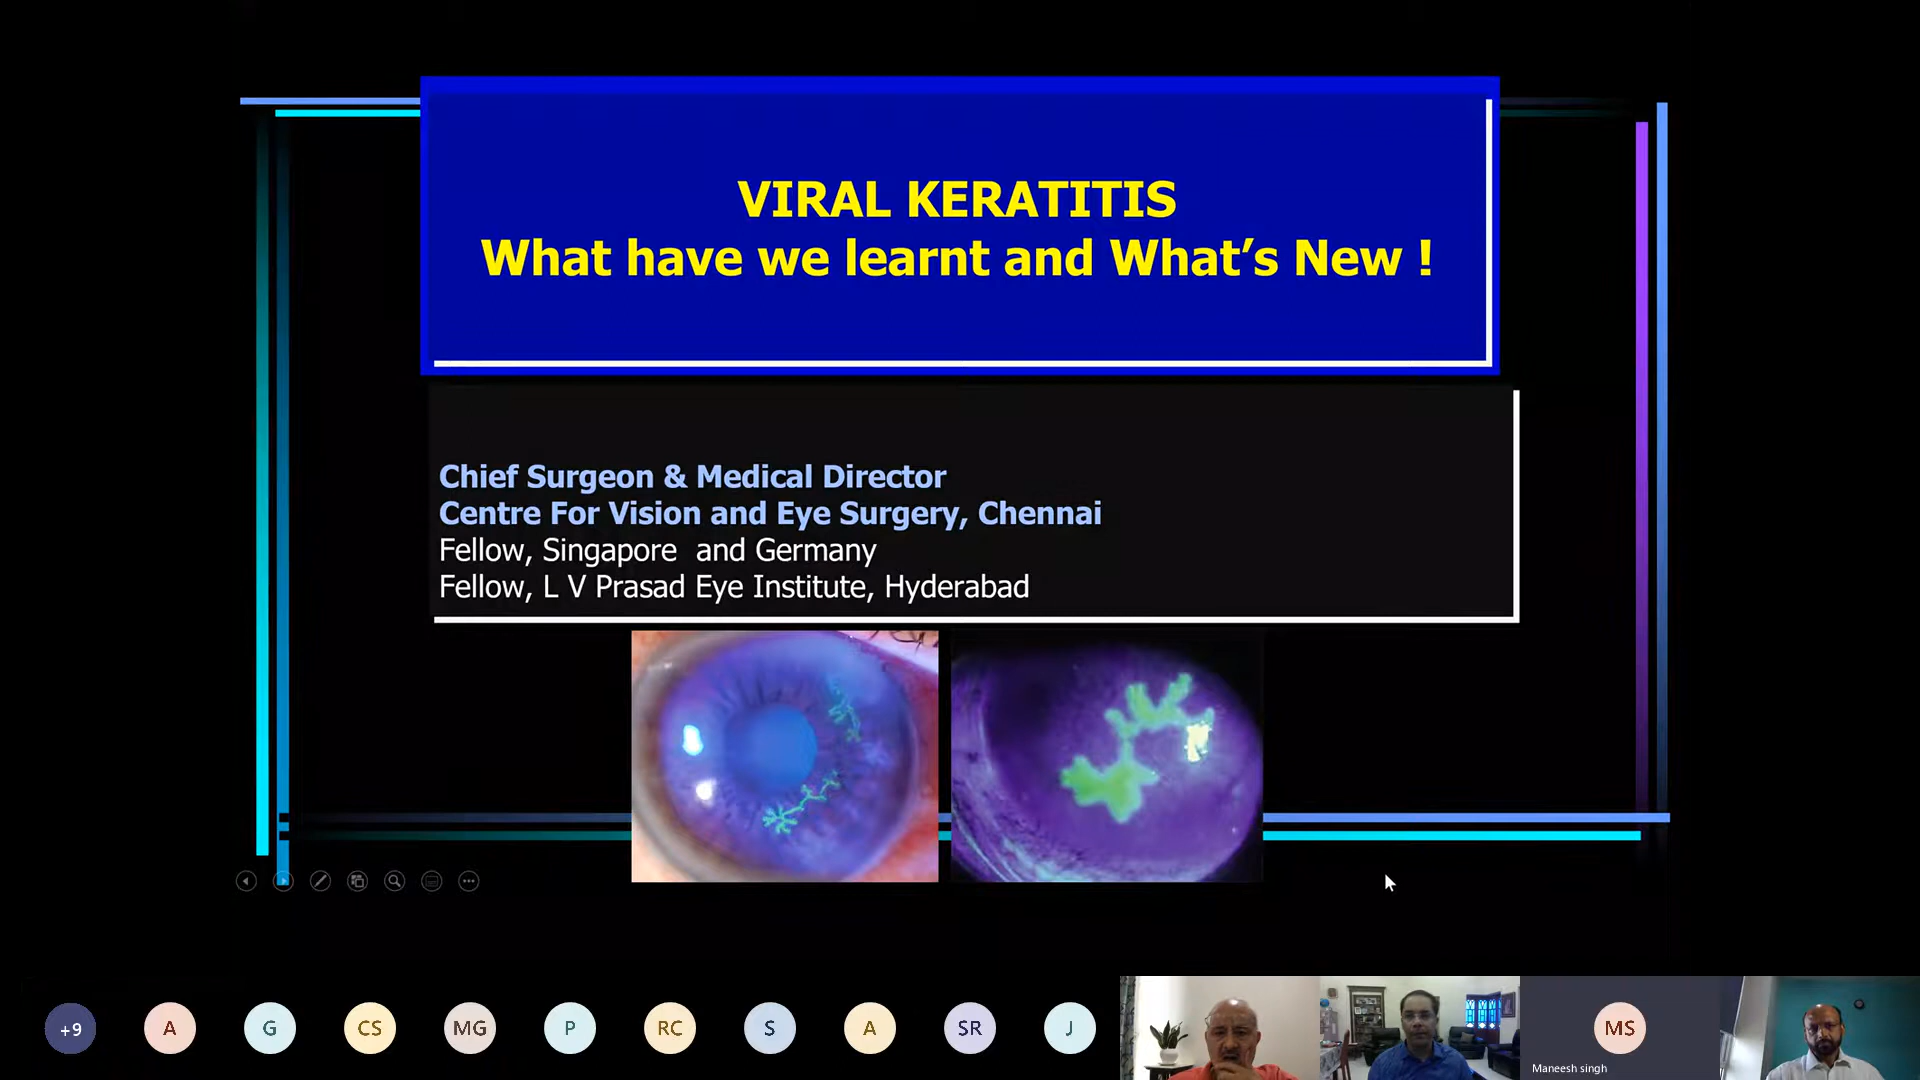 VIRAL KERATITIS
What have we learnt and What’s New !
Chief Surgeon & Medical Director
Centre For Vision and Eye Surgery, Chennai
Fellow, Singapore and Germany
Fellow, L V Prasad Eye Institute, Hyderabad
+9
A
G
CS
MG
P
RC
S
A
SR
J
MS
Maneesh singh